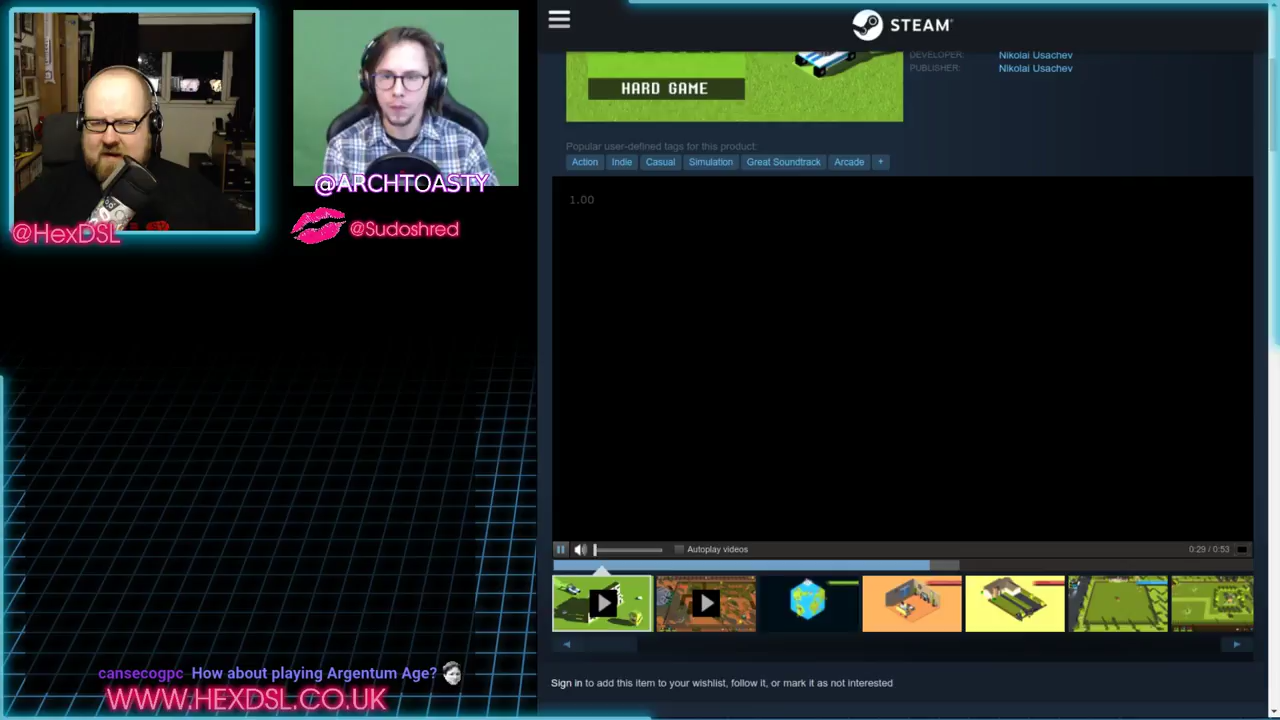 @HexDSL
@ARCHTOASTY
@Sudoshred
STEAM
HARD GAME
DEVELOPER: Nikolai Usachev
PUBLISHER: Nikolai Usachev
Popular user-defined tags for this product:
Action Indie Casual Simulation Great Soundtrack Arcade +
1.00
Autoplay videos 0:29 / 0:53
Sign in to add this item to your wishlist, follow it, or mark it as not interested
cansecogpc How about playing Argentum Age?
WWW.HEXDSL.CO.UK